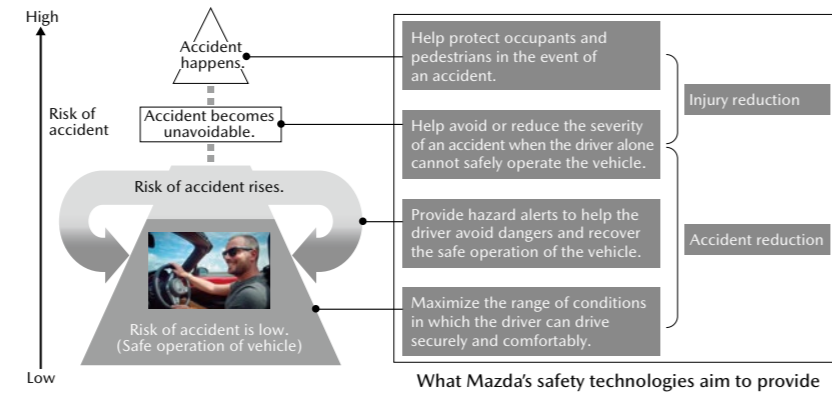 High
Risk of
accident
Low
Accident
happens.
Accident becomes
unavoidable.
Risk of accident rises.
Risk of accident is low.
(Safe operation of vehicle)
Help protect occupants and
pedestrians in the event of
an accident.
Help avoid or reduce the severity
of an accident when the driver alone
cannot safely operate the vehicle.
Provide hazard alerts to help the
driver avoid dangers and recover
the safe operation of the vehicle.
Maximize the range of conditions
in which the driver can drive
securely and comfortably.
Injury reduction
Accident reduction
What Mazda's safety technologies aim to provide